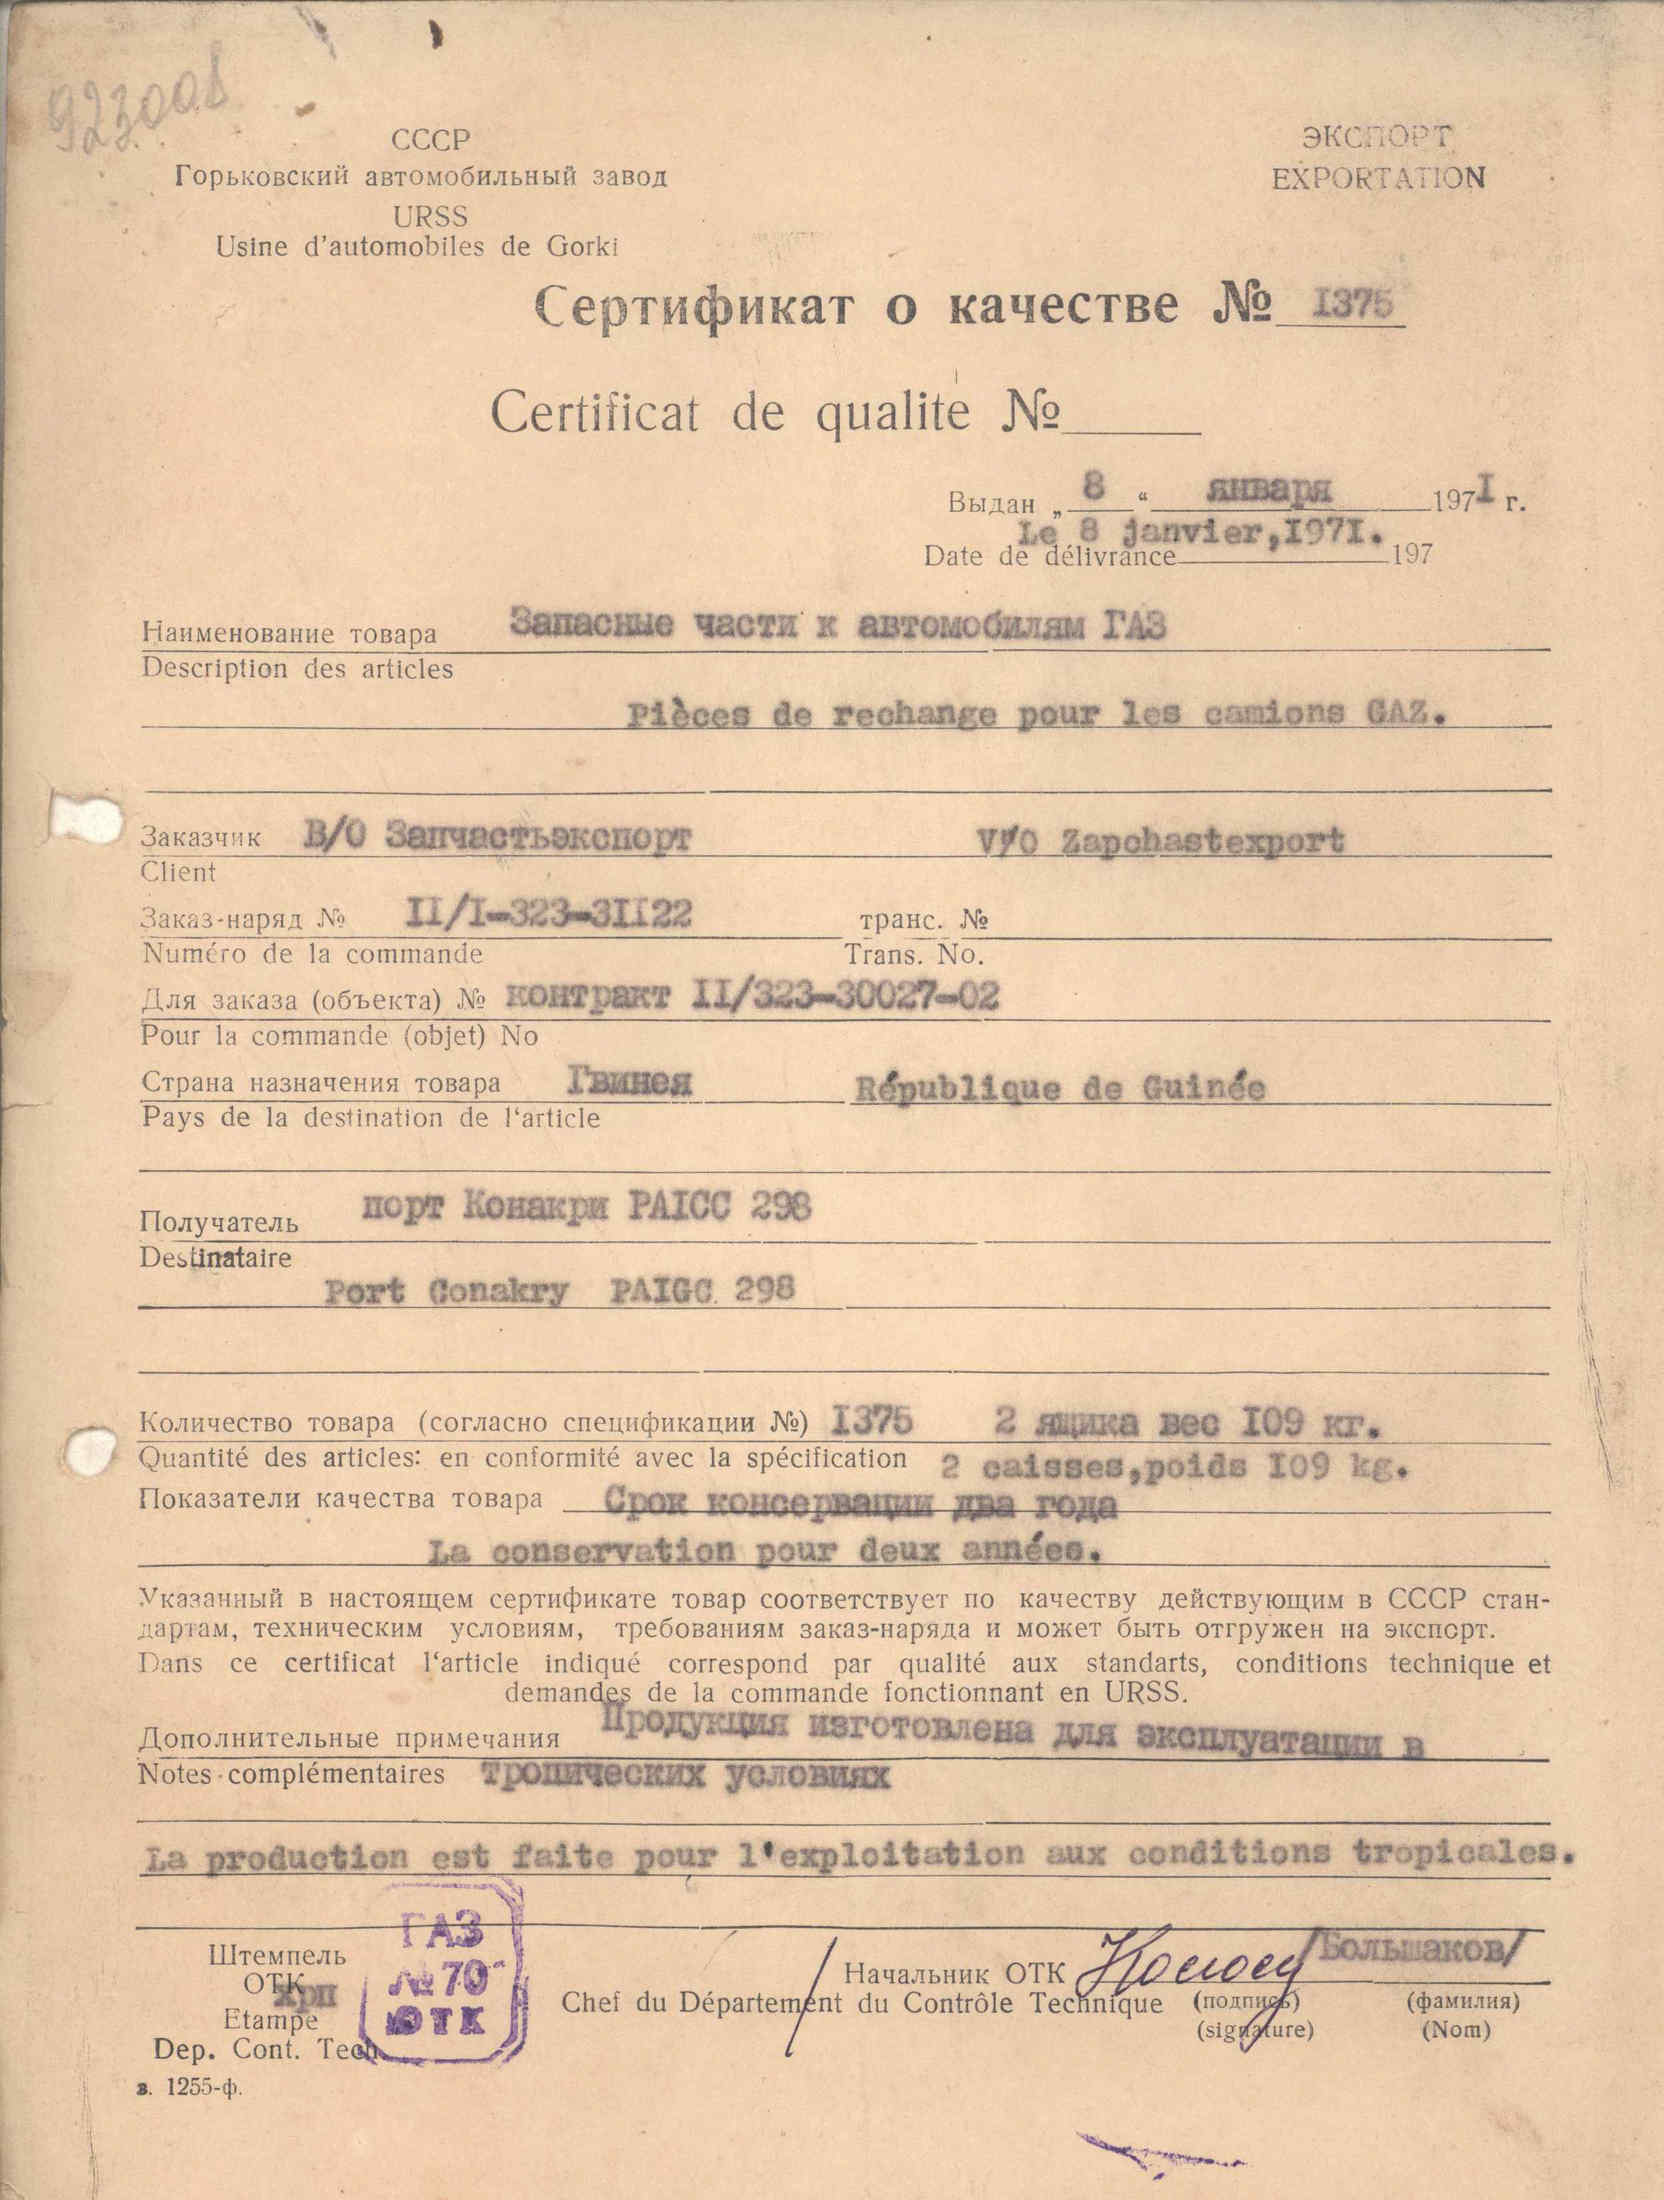 923008
СССР
Горьковский автомобильный завод
URSS
Usine d'automobiles de Gorki
ЭКСПОРТ
EXPORTATION
Сертификат о качестве № I375
Certificat de qualite №
Выдан „ 8 “ января 197I г.
Le 8 janvier,I97I.
Date de délivrance 197
Наименование товара Запасные части к автомобилям ГАЗ
Description des articles
Pièces de rechange pour les camions GAZ.
Заказчик В/О Запчастьэкспорт V/O Zapchastexport
Client
Заказ-наряд № II/I-323-3II22 транс. №
Numéro de la commande Trans. No.
Для заказа (объекта) № контракт II/323-30027-02
Pour la commande (objet) No
Страна назначения товара Гвинея République de Guinée
Pays de la destination de l'article
Получатель порт Конакри PAICC 298
Destinataire
Port Conakry PAIGC 298
Количество товара (согласно спецификации №) I375 2 ящика вес I09 кг.
Quantité des articles: en conformité avec la spécification 2 caisses,poids I09 kg.
Показатели качества товара Срок консервации два года
La conservation pour deux années.
Указанный в настоящем сертификате товар соответствует по качеству действующим в СССР стан-
дартам, техническим условиям, требованиям заказ-наряда и может быть отгружен на экспорт.
Dans ce certificat l'article indiqué correspond par qualité aux standarts, conditions technique et
demandes de la commande fonctionnant en URSS.
Дополнительные примечания Продукция изготовлена для эксплуатации в
Notes complémentaires тропических условиях
La production est faite pour l'exploitation aux conditions tropicales.
Штемпель
ОТК
хрп
Etampe
Dep. Cont. Tech
ГАЗ
№ 70
ОТК
Начальник ОТК /Большаков/
Chef du Département du Contrôle Technique (подпись) (фамилия)
(signature) (Nom)
з. 1255-ф.